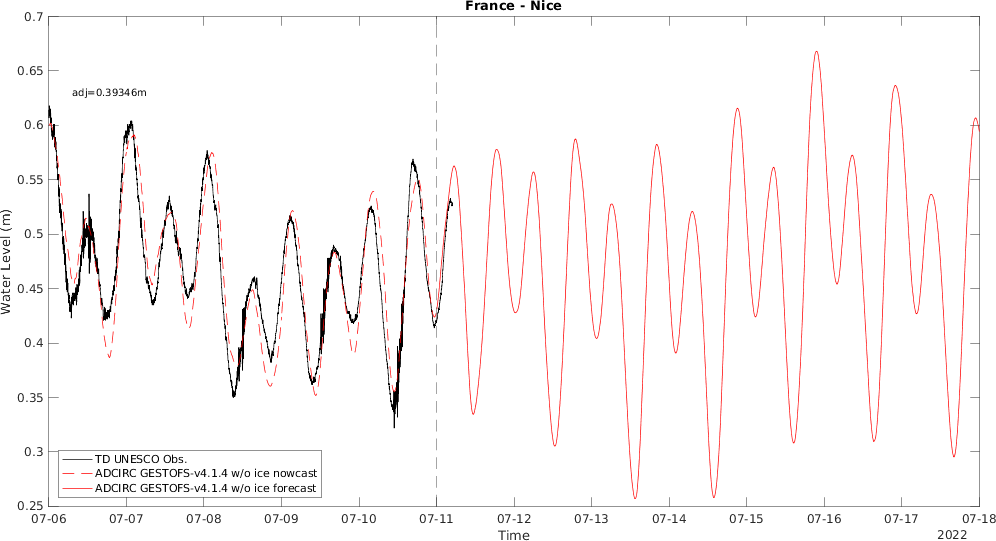 France - Nice
0.7
0.65
0.6
0.55
0.5
0.45
0.4
0.35
0.3
0.25
Water Level (m)
adj=0.39346m
TD UNESCO Obs.
ADCIRC GESTOFS-v4.1.4 w/o ice nowcast
ADCIRC GESTOFS-v4.1.4 w/o ice forecast
07-06 07-07 07-08 07-09 07-10 07-11 07-12 07-13 07-14 07-15 07-16 07-17 07-18
Time
2022